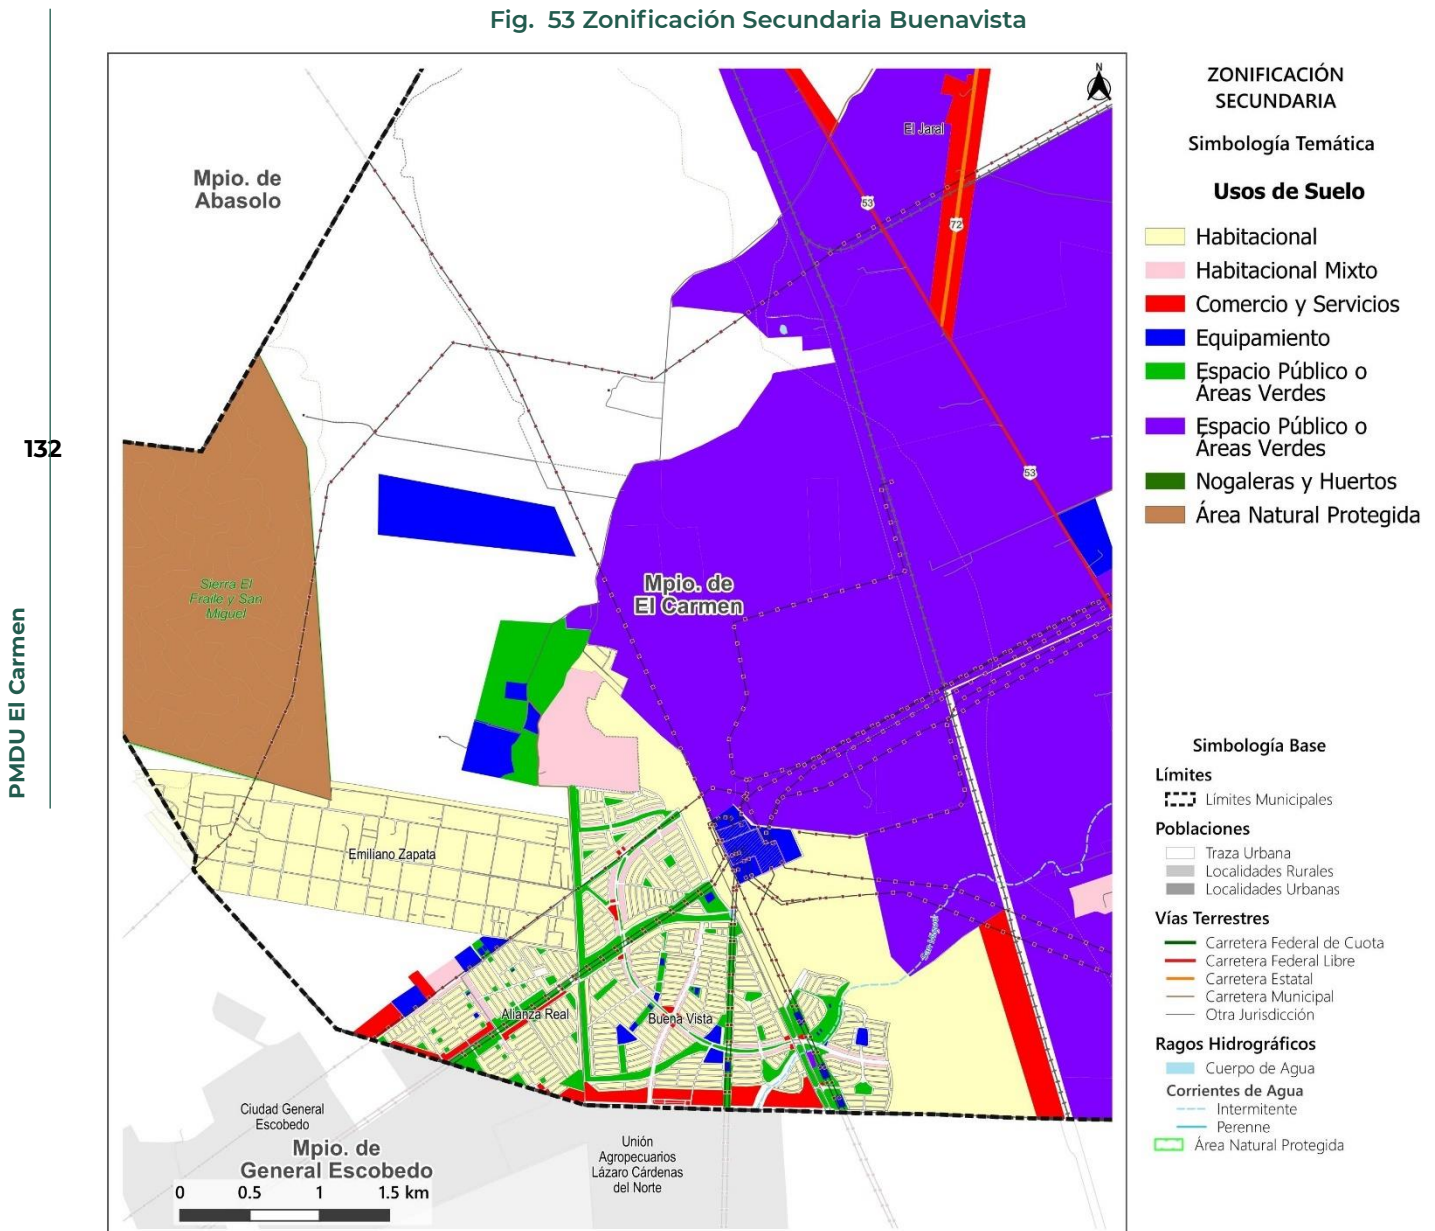 Fig. 53 Zonificación Secundaria Buenavista
132
PMDU El Carmen
N
Mpio. de
Abasolo
El Jaral
53
72
53
Sierra El
Fraile y San
Miguel
Mpio. de
El Carmen
Emiliano Zapata
San Miguel
Alianza Real
Buena Vista
Ciudad General
Escobedo
Mpio. de
General Escobedo
Unión
Agropecuarios
Lázaro Cárdenas
del Norte
0 0.5 1 1.5 km
ZONIFICACIÓN
SECUNDARIA
Simbología Temática
Usos de Suelo
Habitacional
Habitacional Mixto
Comercio y Servicios
Equipamiento
Espacio Público o
Áreas Verdes
Espacio Público o
Áreas Verdes
Nogaleras y Huertos
Área Natural Protegida
Simbología Base
Límites
Límites Municipales
Poblaciones
Traza Urbana
Localidades Rurales
Localidades Urbanas
Vías Terrestres
Carretera Federal de Cuota
Carretera Federal Libre
Carretera Estatal
Carretera Municipal
Otra Jurisdicción
Ragos Hidrográficos
Cuerpo de Agua
Corrientes de Agua
Intermitente
Perenne
Área Natural Protegida